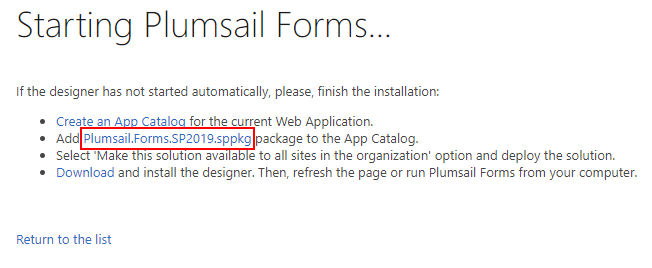 Starting Plumsail Forms...
If the designer has not started automatically, please, finish the installation:
• Create an App Catalog for the current Web Application.
• Add Plumsail.Forms.SP2019.sppkg package to the App Catalog.
• Select 'Make this solution available to all sites in the organization' option and deploy the solution.
• Download and install the designer. Then, refresh the page or run Plumsail Forms from your computer.
Return to the list